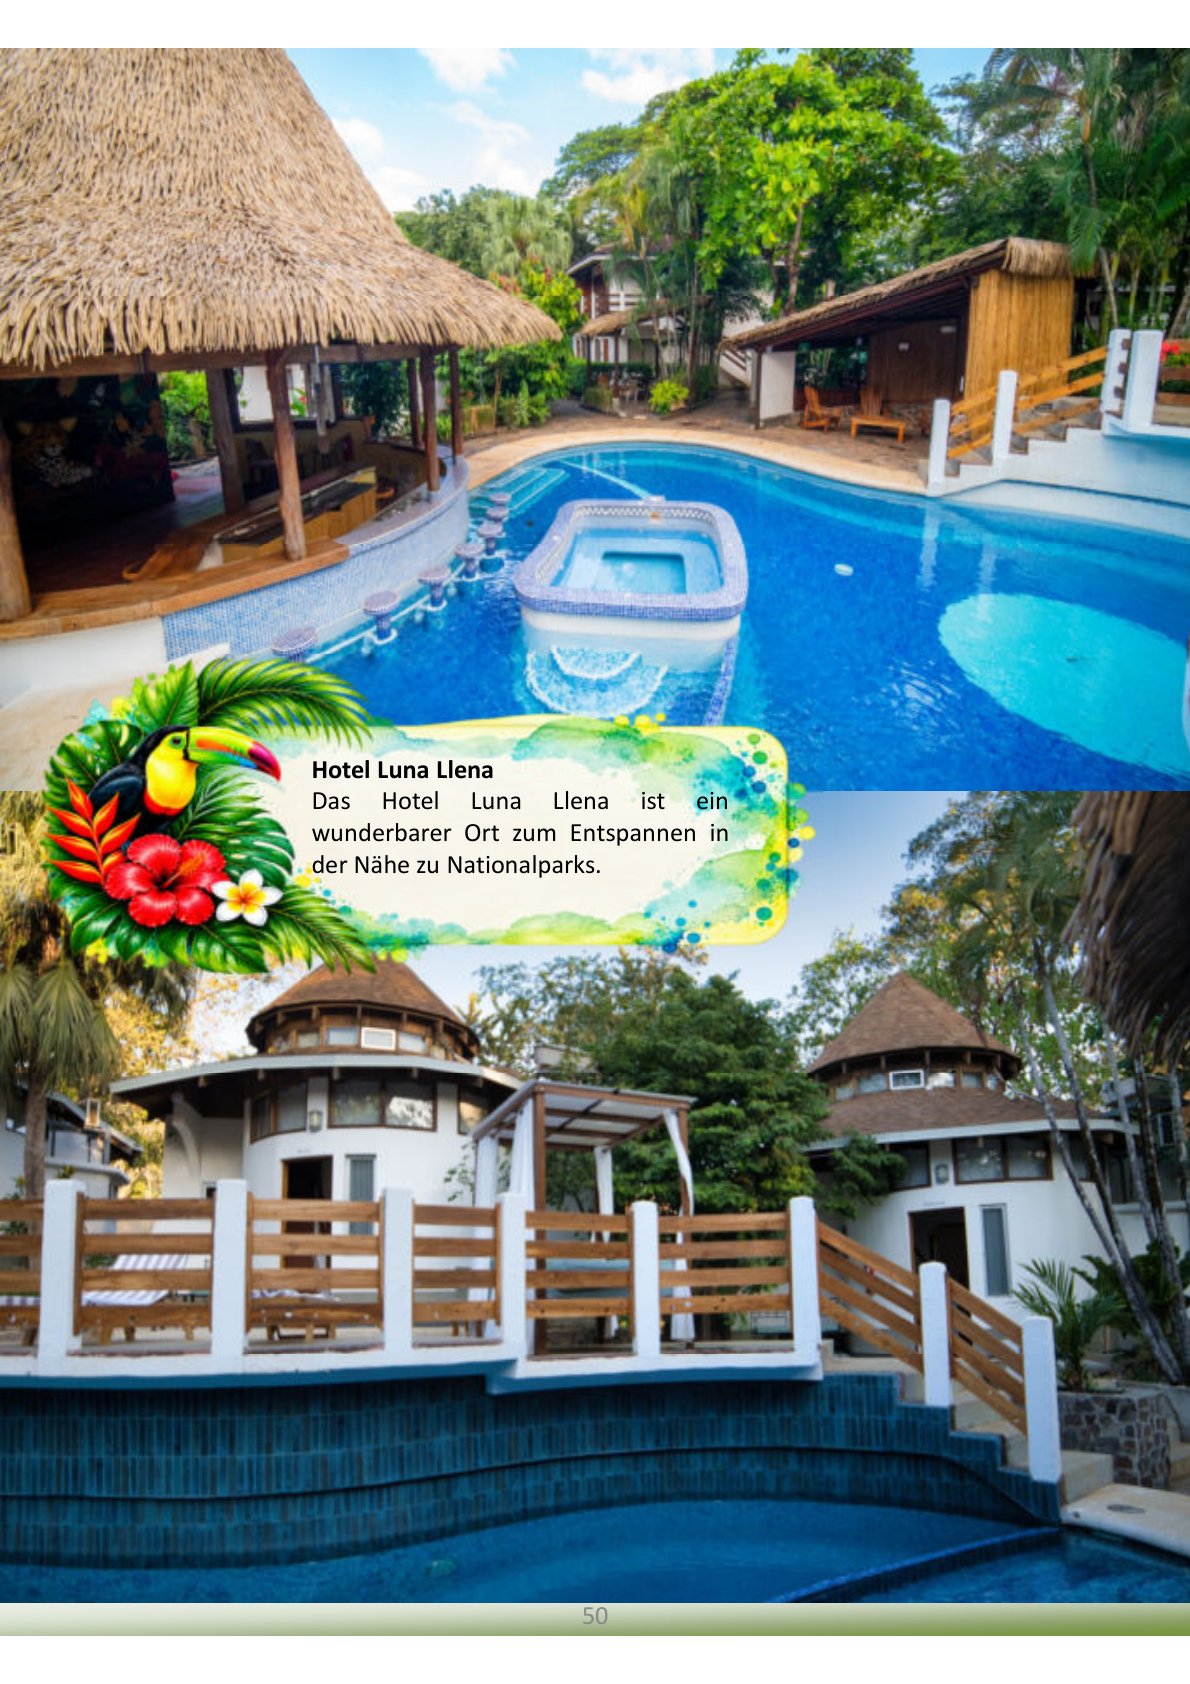 Hotel Luna Llena
Das Hotel Luna Llena ist ein
wunderbarer Ort zum Entspannen in
der Nähe zu Nationalparks.
50